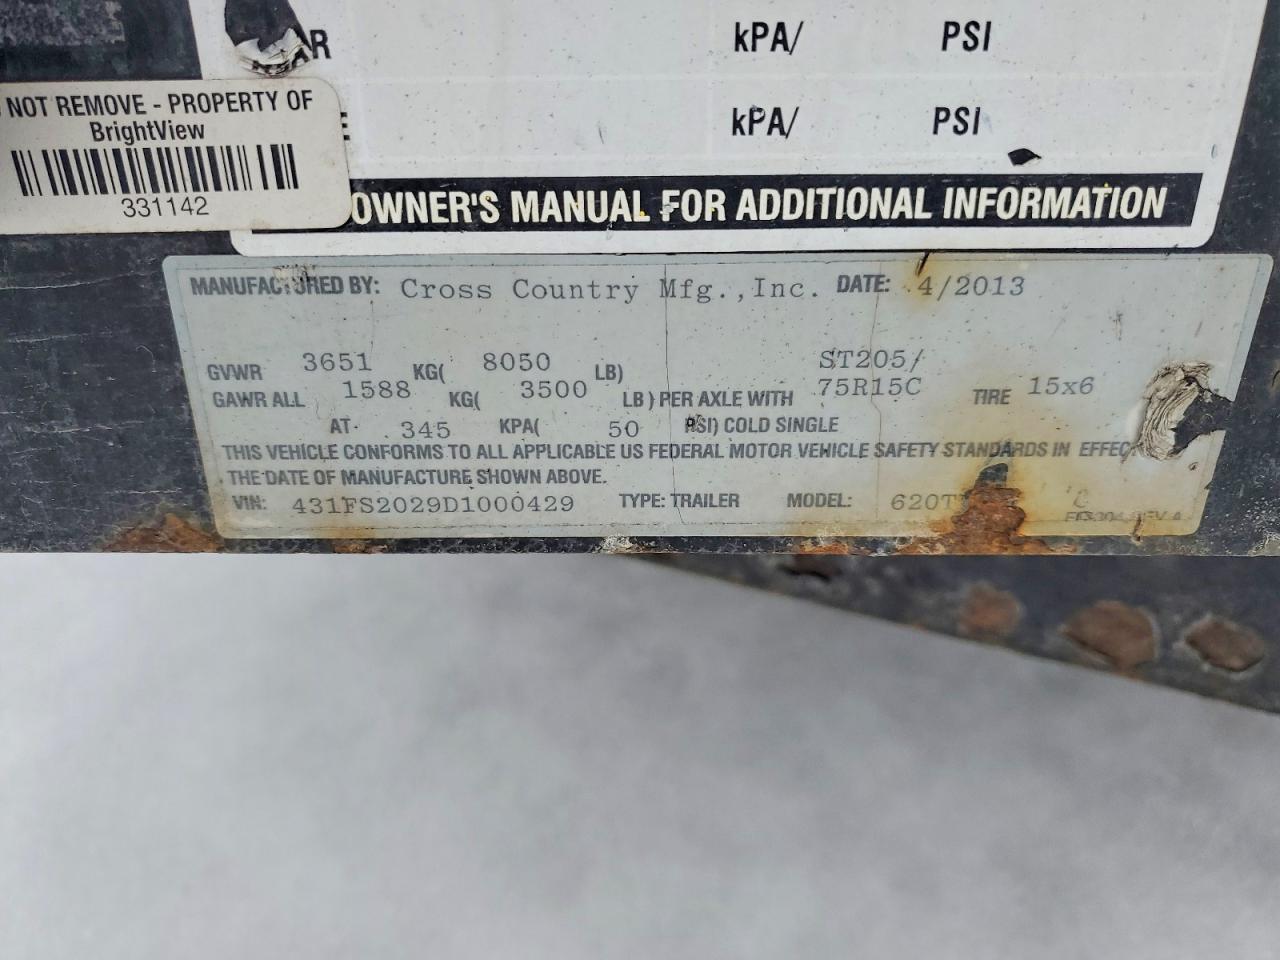 AR kPA/ PSI
kPA/ PSI
NOT REMOVE - PROPERTY OF
BrightView
331142
OWNER'S MANUAL FOR ADDITIONAL INFORMATION
MANUFACTURED BY: Cross Country Mfg.,Inc. DATE: 4/2013
GVWR 3651 KG( 8050 LB) ST205/
GAWR ALL 1588 KG( 3500 LB) PER AXLE WITH 75R15C TIRE 15x6
AT 345 KPA( 50 PSI) COLD SINGLE
THIS VEHICLE CONFORMS TO ALL APPLICABLE US FEDERAL MOTOR VEHICLE SAFETY STANDARDS IN EFFEC
THE DATE OF MANUFACTURE SHOWN ABOVE.
VIN: 431FS2029D1000429 TYPE: TRAILER MODEL: 620T